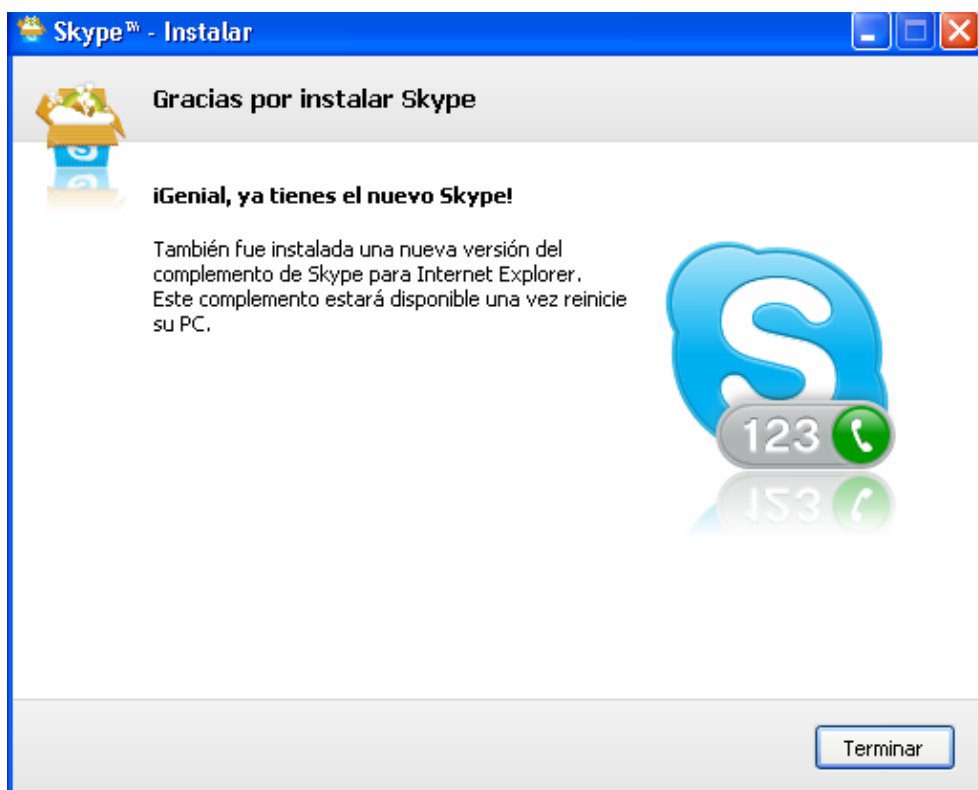 Skype™ - Instalar
Gracias por instalar Skype
¡Genial, ya tienes el nuevo Skype!
También fue instalada una nueva versión del
complemento de Skype para Internet Explorer.
Este complemento estará disponible una vez reinicie
su PC.
S
123
Terminar